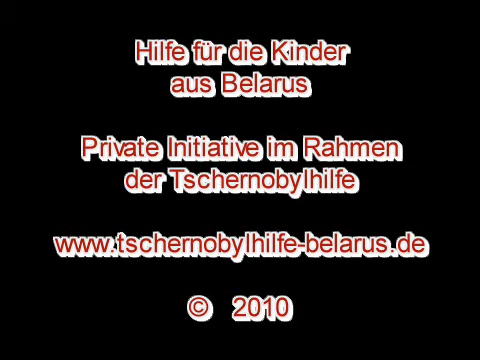 Hilfe für die Kinder
aus Belarus
Private Initiative im Rahmen
der Tschernobylhilfe
www.tschernobylhilfe-belarus.de
© 2010